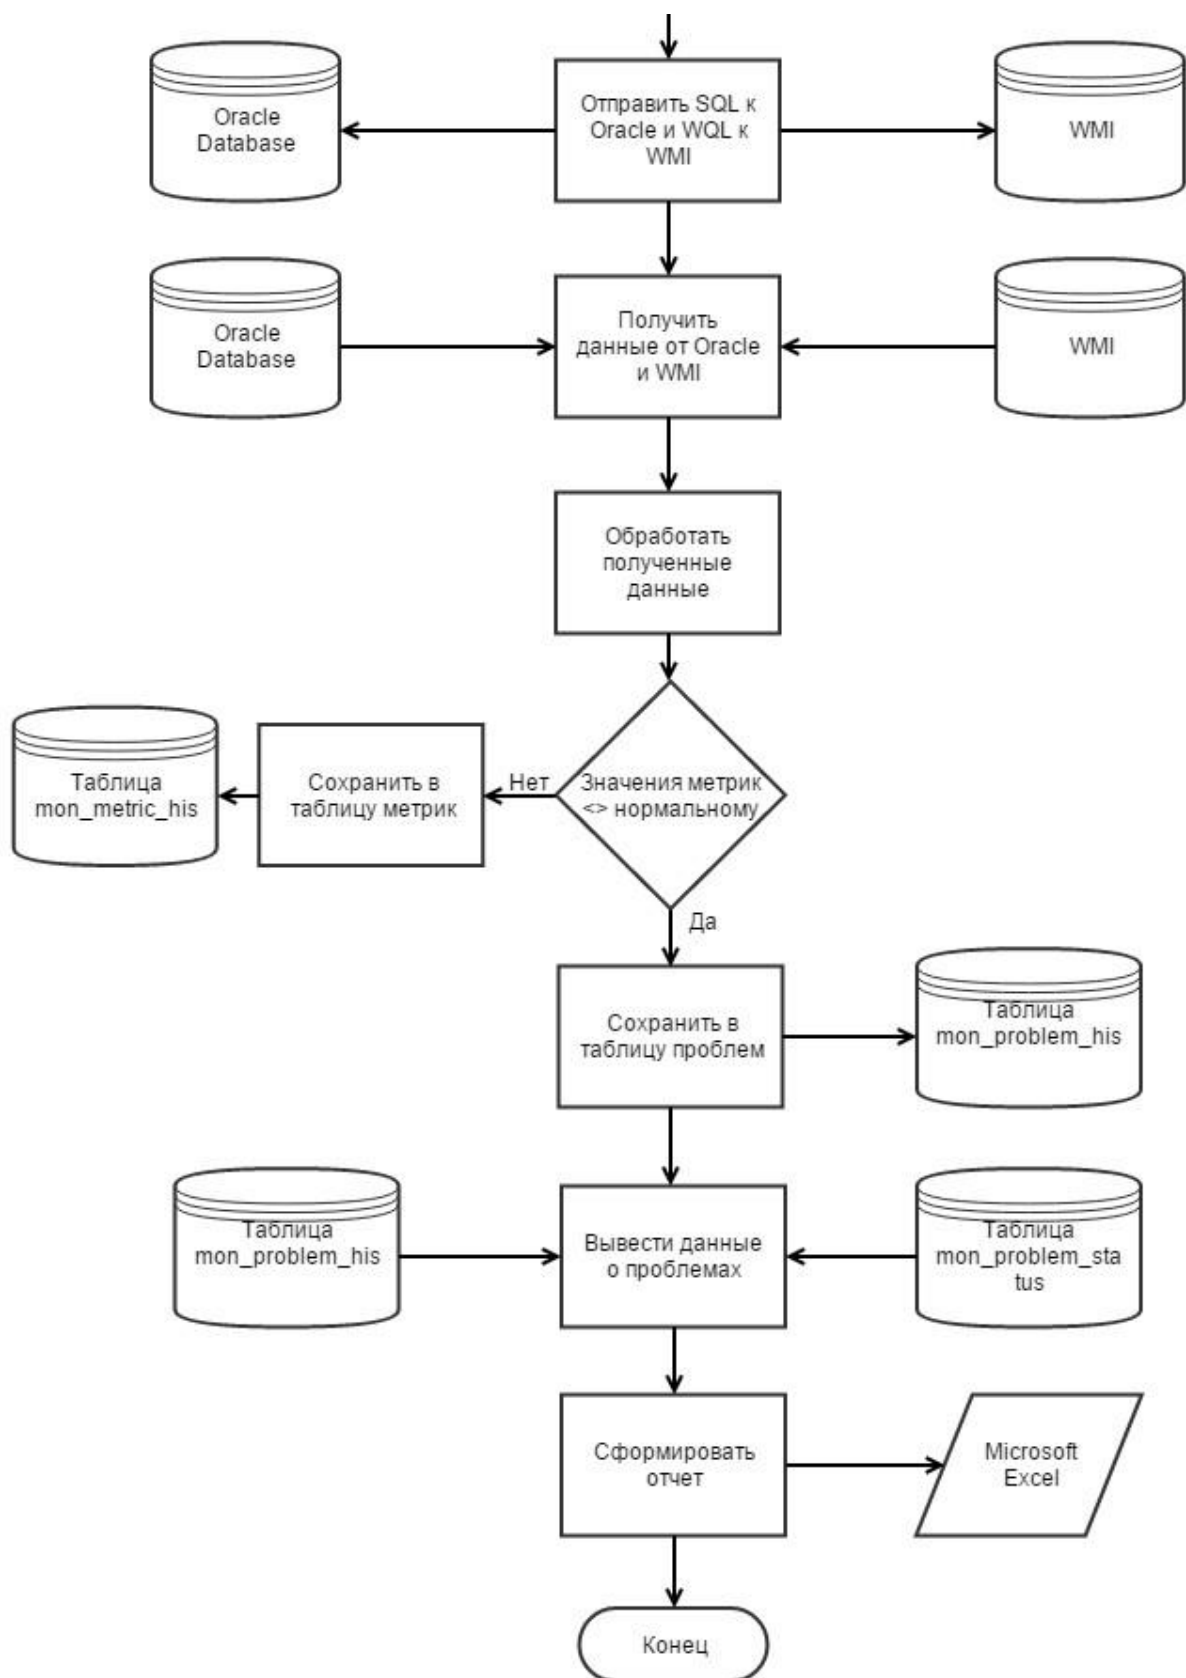 Oracle
Database
Отправить SQL к
Oracle и WQL к
WMI
WMI
Oracle
Database
Получить
данные от Oracle
и WMI
WMI
Обработать
полученные
данные
Таблица
mon_metric_his
Сохранить в
таблицу метрик
Нет
Значения метрик
<> нормальному
Да
Сохранить в
таблицу проблем
Таблица
mon_problem_his
Таблица
mon_problem_his
Вывести данные
о проблемах
Таблица
mon_problem_sta
tus
Сформировать
отчет
Microsoft
Excel
Конец